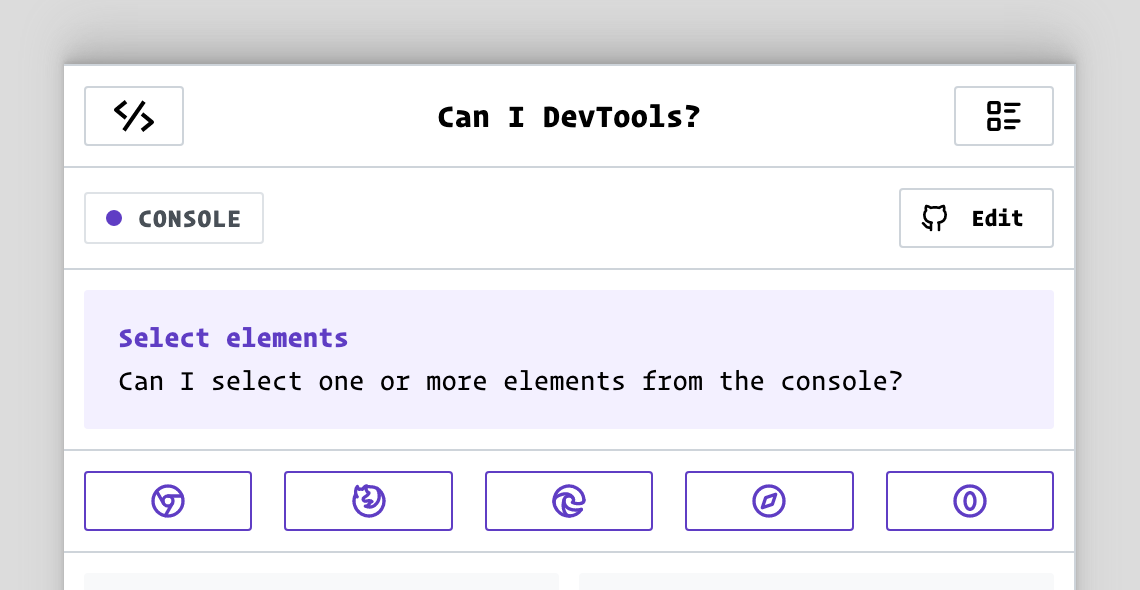 Can I DevTools?
CONSOLE
Edit
Select elements
Can I select one or more elements from the console?